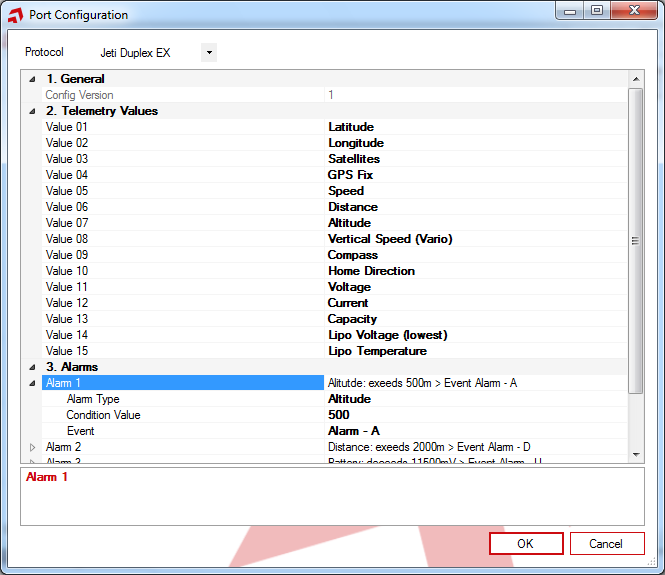 Port Configuration
Protocol Jeti Duplex EX
1. General
Config Version 1
2. Telemetry Values
Value 01 Latitude
Value 02 Longitude
Value 03 Satellites
Value 04 GPS Fix
Value 05 Speed
Value 06 Distance
Value 07 Altitude
Value 08 Vertical Speed (Vario)
Value 09 Compass
Value 10 Home Direction
Value 11 Voltage
Value 12 Current
Value 13 Capacity
Value 14 Lipo Voltage (lowest)
Value 15 Lipo Temperature
3. Alarms
Alarm 1 Alitutde: exeeds 500m > Event Alarm - A
Alarm Type Altitude
Condition Value 500
Event Alarm - A
Alarm 2 Distance: exeeds 2000m > Event Alarm - D
Alarm 3 Battery: deceeds 11500mV > Event Alarm - U
Alarm 1
OK Cancel